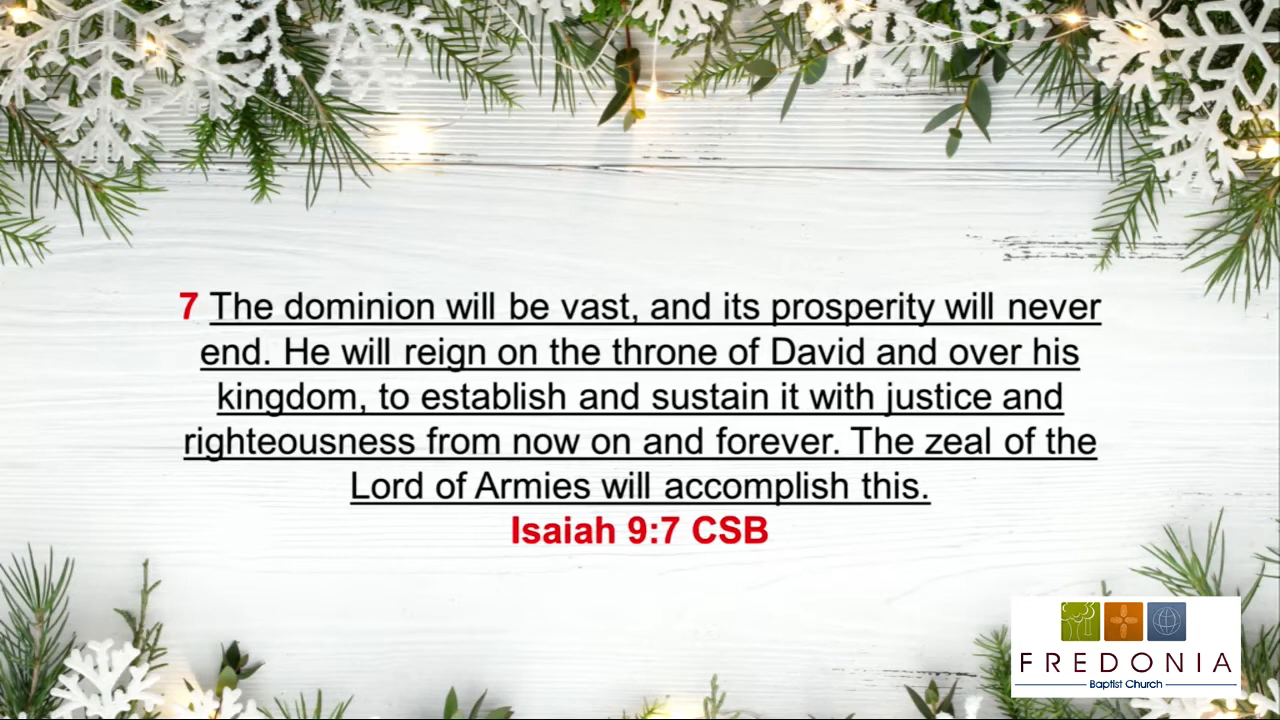 7 The dominion will be vast, and its prosperity will never
end. He will reign on the throne of David and over his
kingdom, to establish and sustain it with justice and
righteousness from now on and forever. The zeal of the
Lord of Armies will accomplish this.
Isaiah 9:7 CSB
FREDONIA
Baptist Church